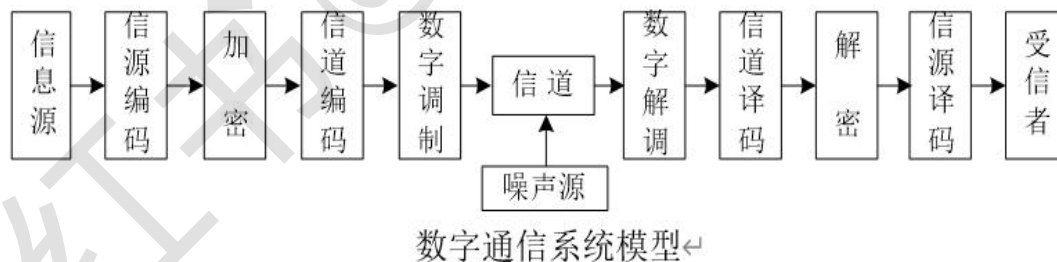 信息源
信源编码
加密
信道编码
数字调制
信道
数字解调
信道译码
解密
信源译码
受信者
噪声源
数字通信系统模型↵